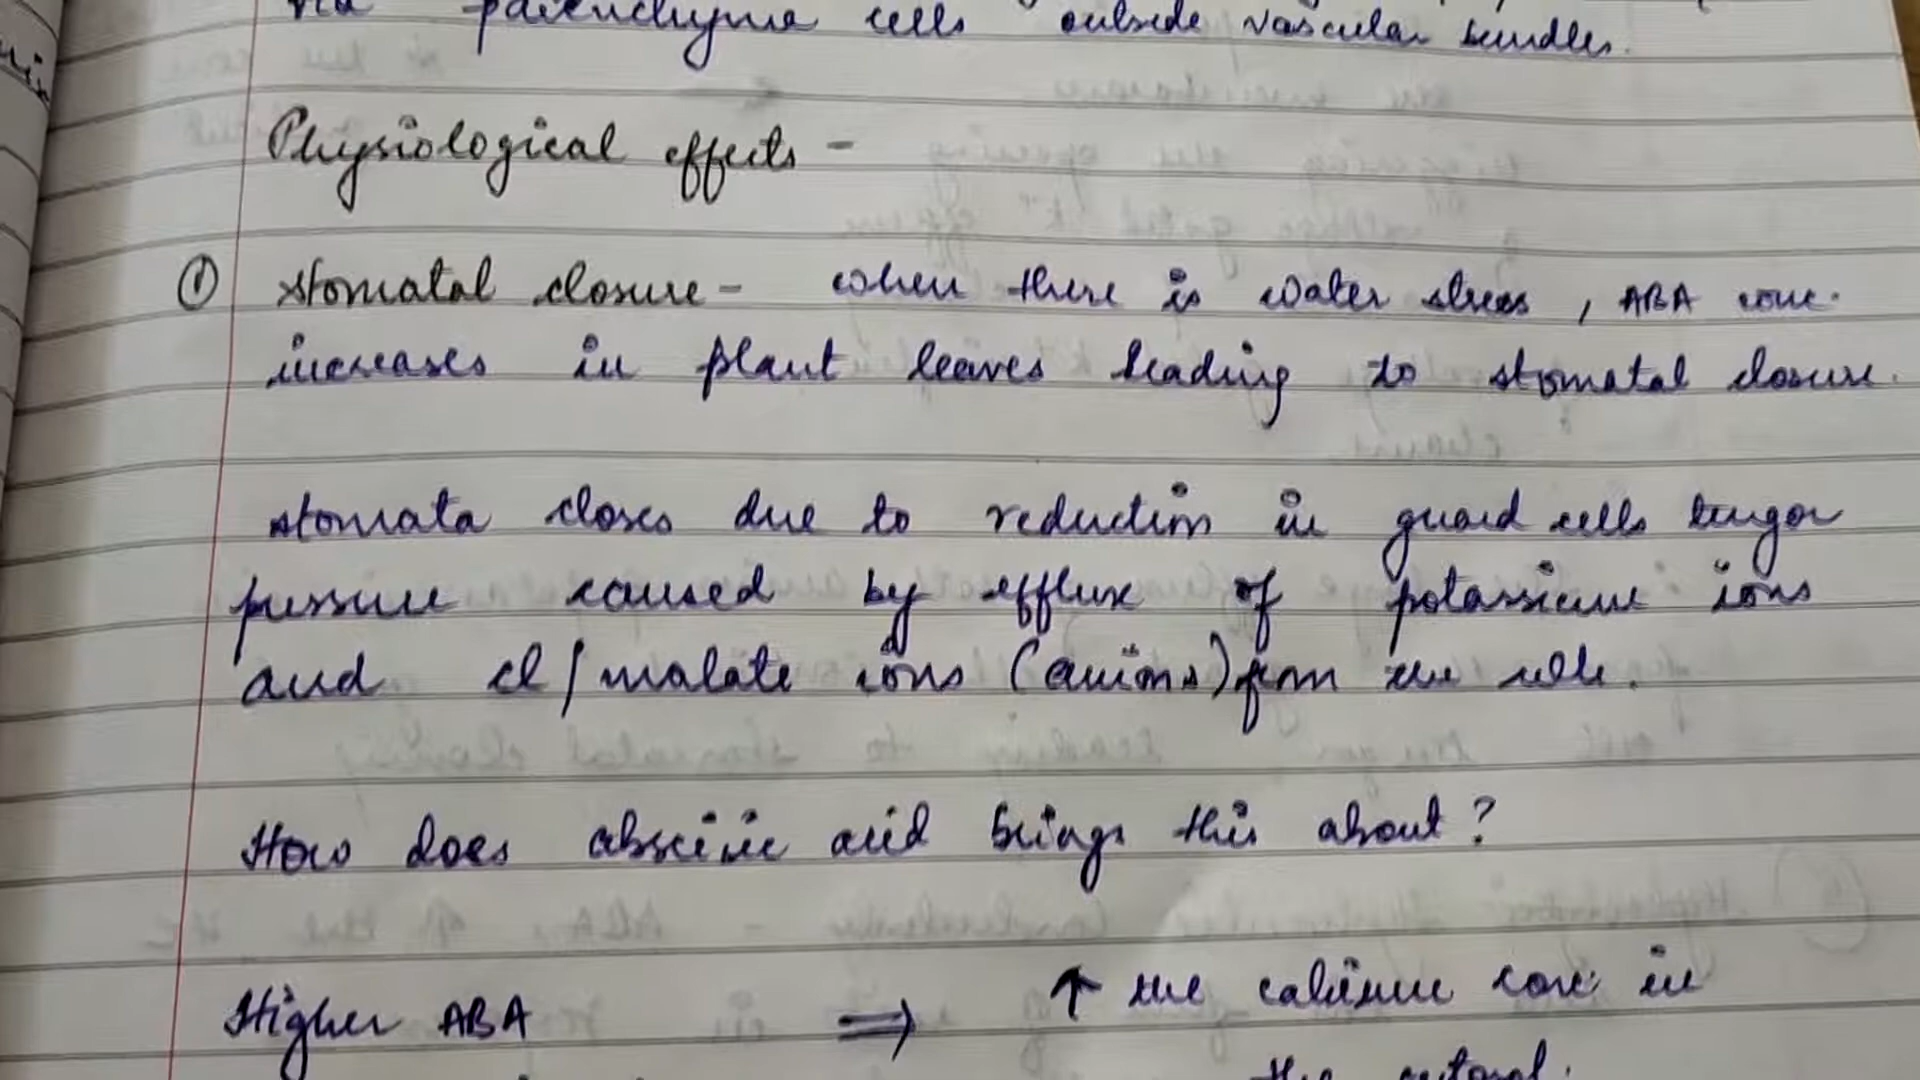 via parenchyma cells outside vascular bundles.
Physiological effects -
① stomatal closure - when there is water stress, ABA conc.
increases in plant leaves leading to stomatal closure.
stomata closes due to reduction in guard cells turgor
pressure caused by efflux of potassium ions
and cl/malate ions (anions) from the cells.
How does abscisic acid brings this about?
Higher ABA ⇒ ↑ the calcium conc in
the cytosol.